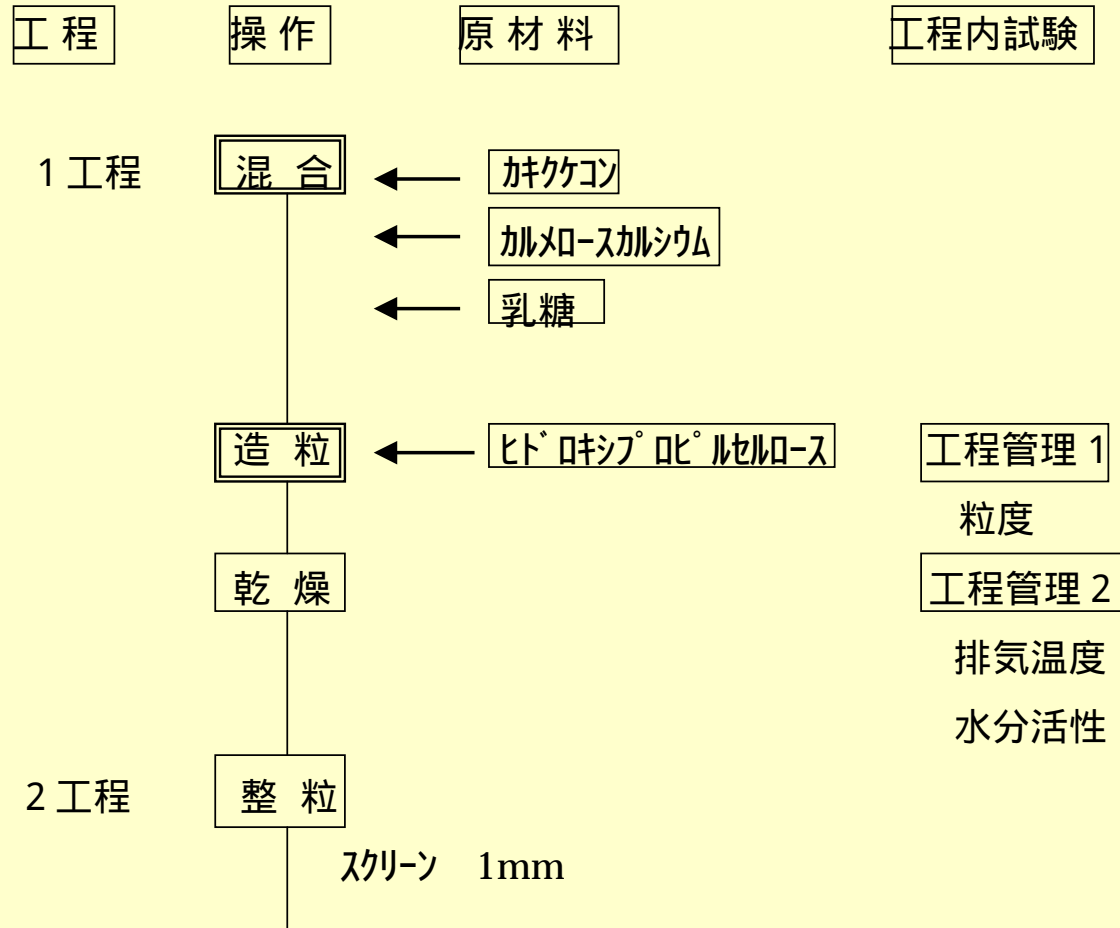 工 程 操 作 原 材 料 工程内試験
1 工程 混 合 カキクケコン
カルメロースカルシウム
乳糖
造 粒 ヒドロキシプロピルセルロース 工程管理 1
粒度
乾 燥 工程管理 2
排気温度
水分活性
2 工程 整 粒
スクリーン 1mm